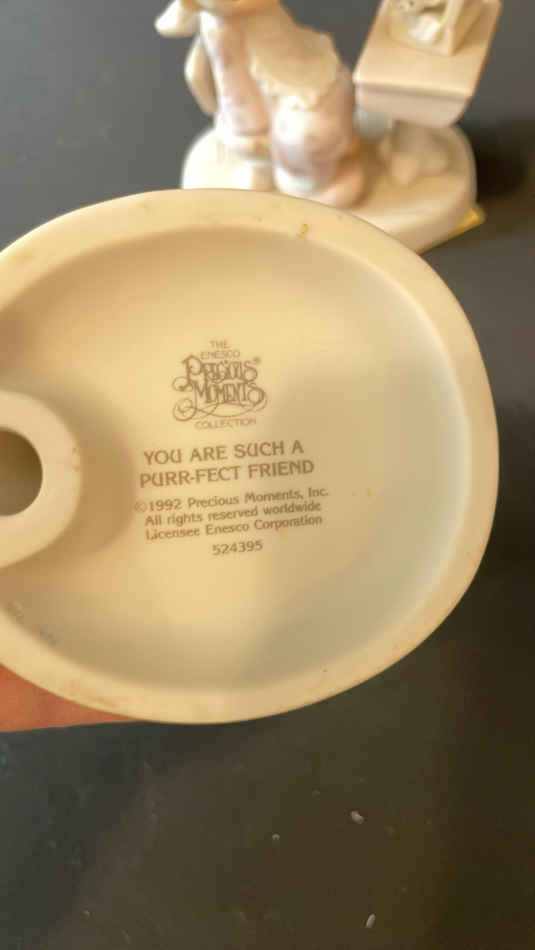 THE
ENESCO
PRECIOUS®
MOMENTS
COLLECTION
YOU ARE SUCH A
PURR-FECT FRIEND
©1992 Precious Moments, Inc.
All rights reserved worldwide
Licensee Enesco Corporation
524395